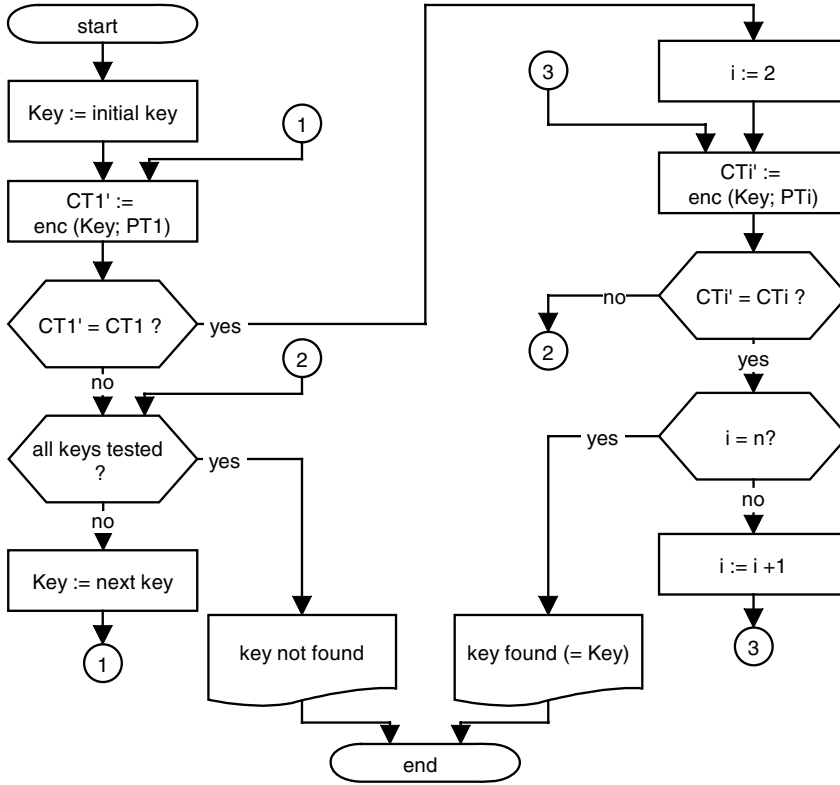 start
Key := initial key
1
CT1' :=
enc (Key; PT1)
CT1' = CT1 ?
yes
no
2
all keys tested
?
yes
no
Key := next key
1
key not found
3
i := 2
CTi' :=
enc (Key; PTi)
CTi' = CTi ?
no
2
yes
i = n?
yes
no
i := i +1
3
key found (= Key)
end